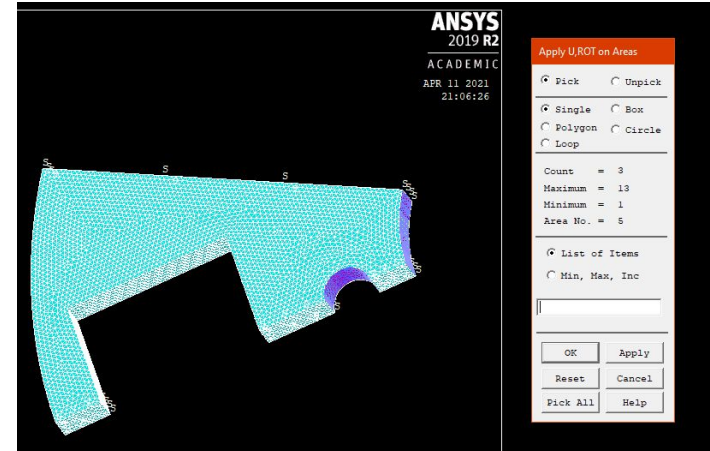 ANSYS
2019 R2
ACADEMIC
APR 11 2021
21:06:26
S
S
S
S
S
S
S
S
S
S
S
Apply U,ROT on Areas
Pick Unpick
Single Box
Polygon Circle
Loop
Count = 3
Maximum = 13
Minimum = 1
Area No. = 5
List of Items
Min, Max, Inc
OK Apply
Reset Cancel
Pick All Help